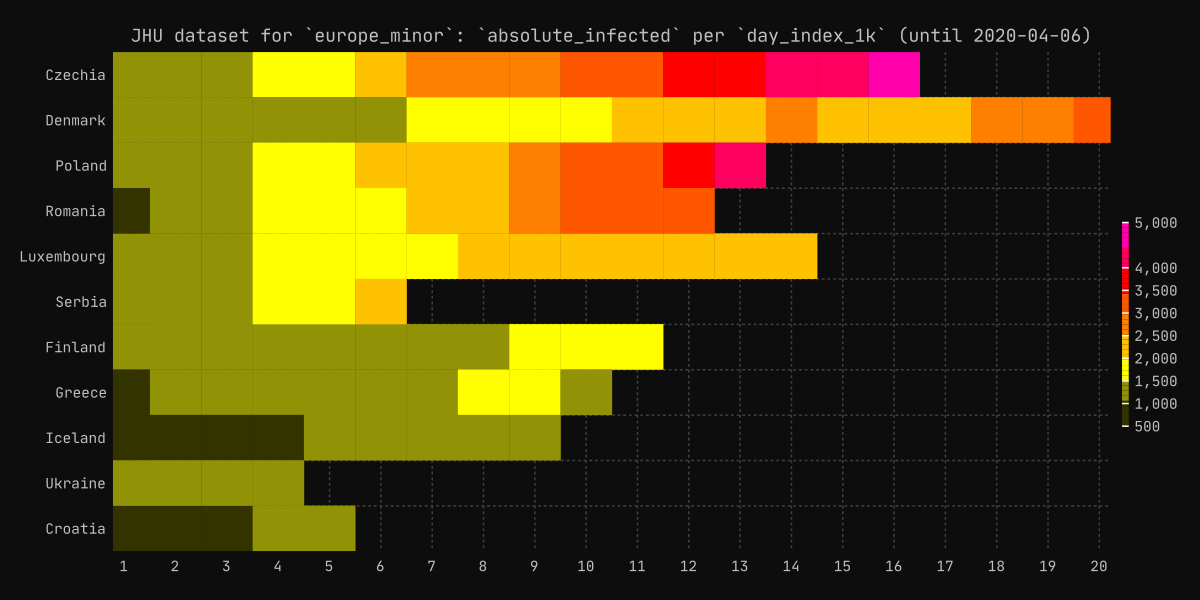 JHU dataset for `europe_minor`: `absolute_infected` per `day_index_1k` (until 2020-04-06)
Czechia
Denmark
Poland
Romania
Luxembourg
Serbia
Finland
Greece
Iceland
Ukraine
Croatia
5,000
4,000
3,500
3,000
2,500
2,000
1,500
1,000
500
1 2 3 4 5 6 7 8 9 10 11 12 13 14 15 16 17 18 19 20